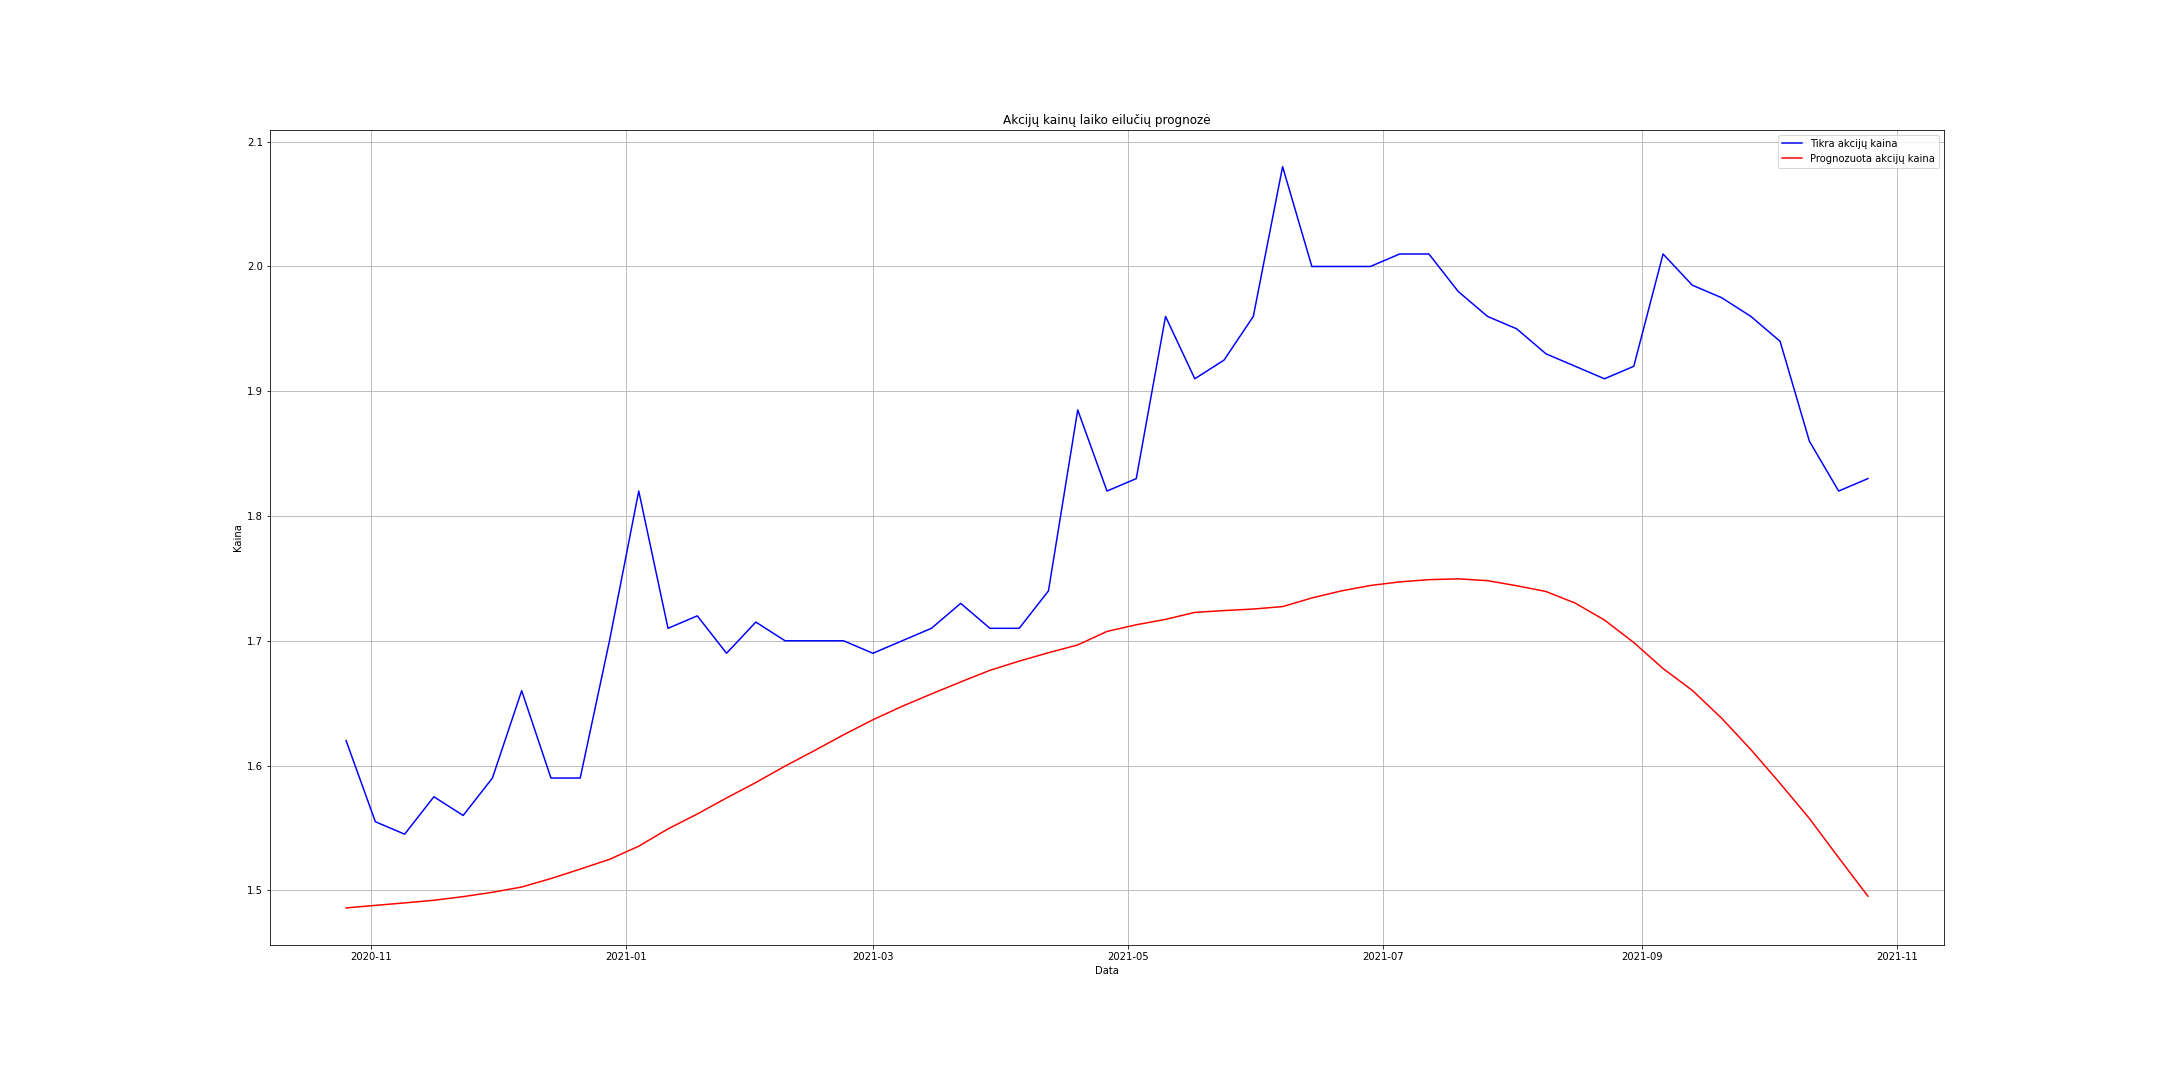 Akcijų kainų laiko eilučių prognozė
Tikra akcijų kaina
Prognozuota akcijų kaina
2.1
2.0
1.9
1.8
1.7
1.6
1.5
Kaina
2020-11 2021-01 2021-03 2021-05 2021-07 2021-09 2021-11
Data